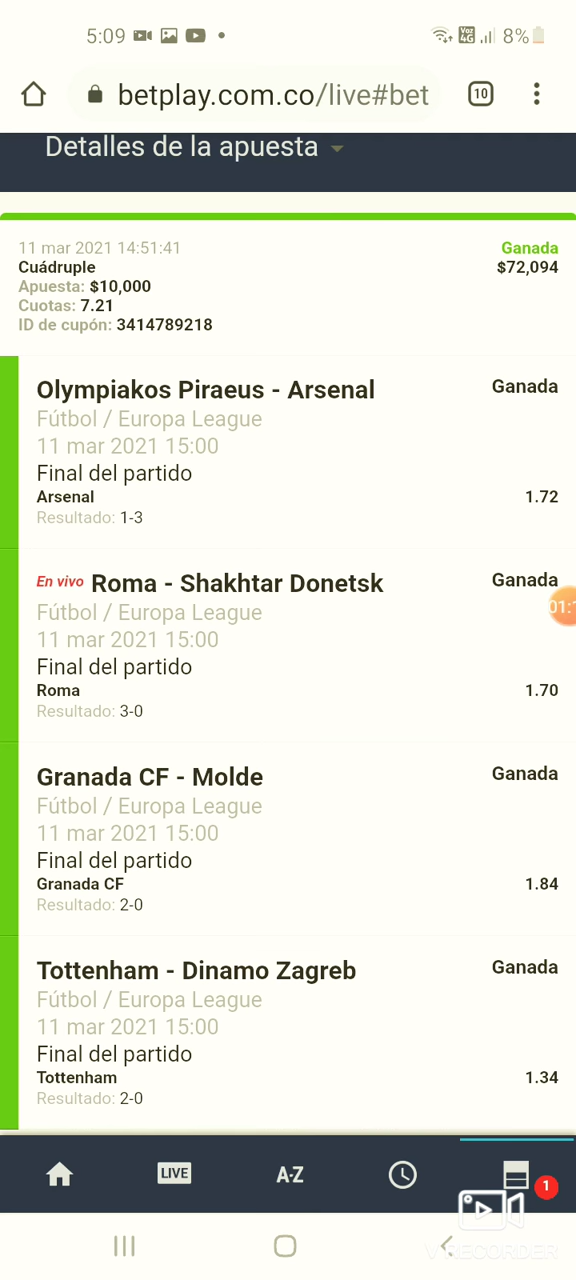 5:09
Voz 4G 8%
betplay.com.co/live#bet 10
Detalles de la apuesta
11 mar 2021 14:51:41 Ganada
Cuádruple $72,094
Apuesta: $10,000
Cuotas: 7.21
ID de cupón: 3414789218
Olympiakos Piraeus - Arsenal Ganada
Fútbol / Europa League
11 mar 2021 15:00
Final del partido
Arsenal 1.72
Resultado: 1-3
En vivo Roma - Shakhtar Donetsk Ganada
01:1
Fútbol / Europa League
11 mar 2021 15:00
Final del partido
Roma 1.70
Resultado: 3-0
Granada CF - Molde Ganada
Fútbol / Europa League
11 mar 2021 15:00
Final del partido
Granada CF 1.84
Resultado: 2-0
Tottenham - Dinamo Zagreb Ganada
Fútbol / Europa League
11 mar 2021 15:00
Final del partido
Tottenham 1.34
Resultado: 2-0
LIVE A-Z 1
V RECORDER